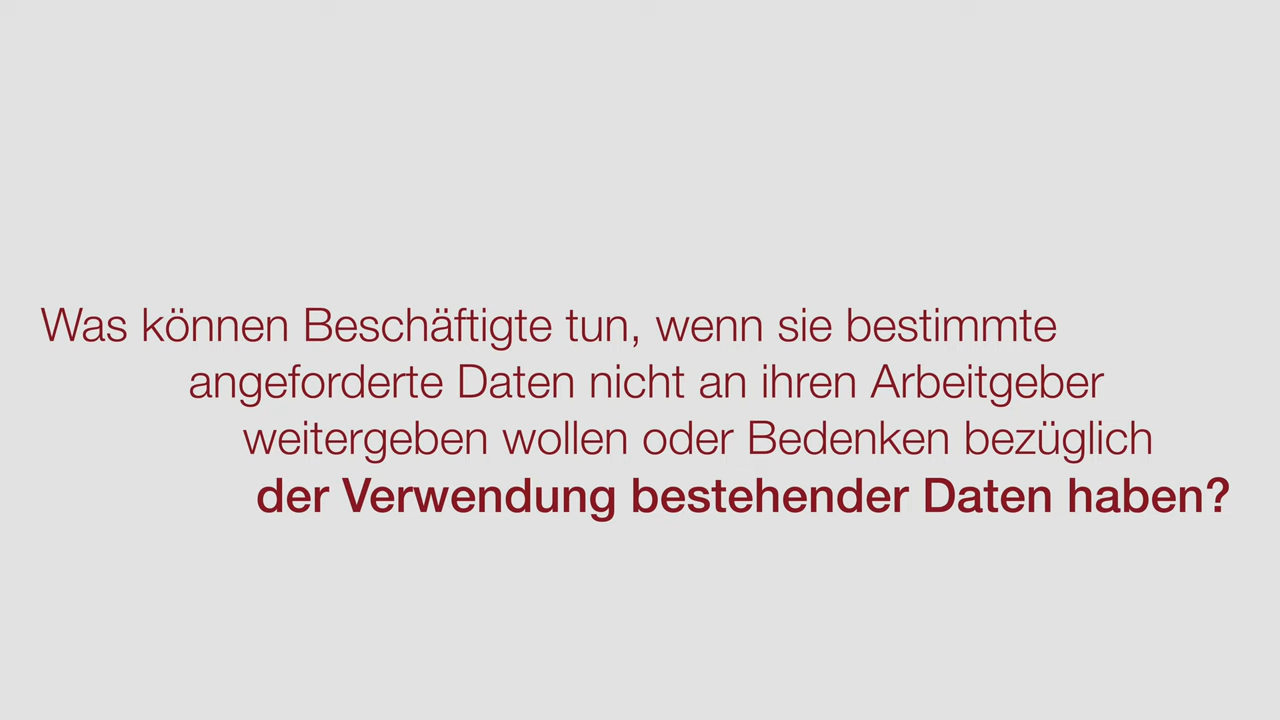 Was können Beschäftigte tun, wenn sie bestimmte
angeforderte Daten nicht an ihren Arbeitgeber
weitergeben wollen oder Bedenken bezüglich
der Verwendung bestehender Daten haben?